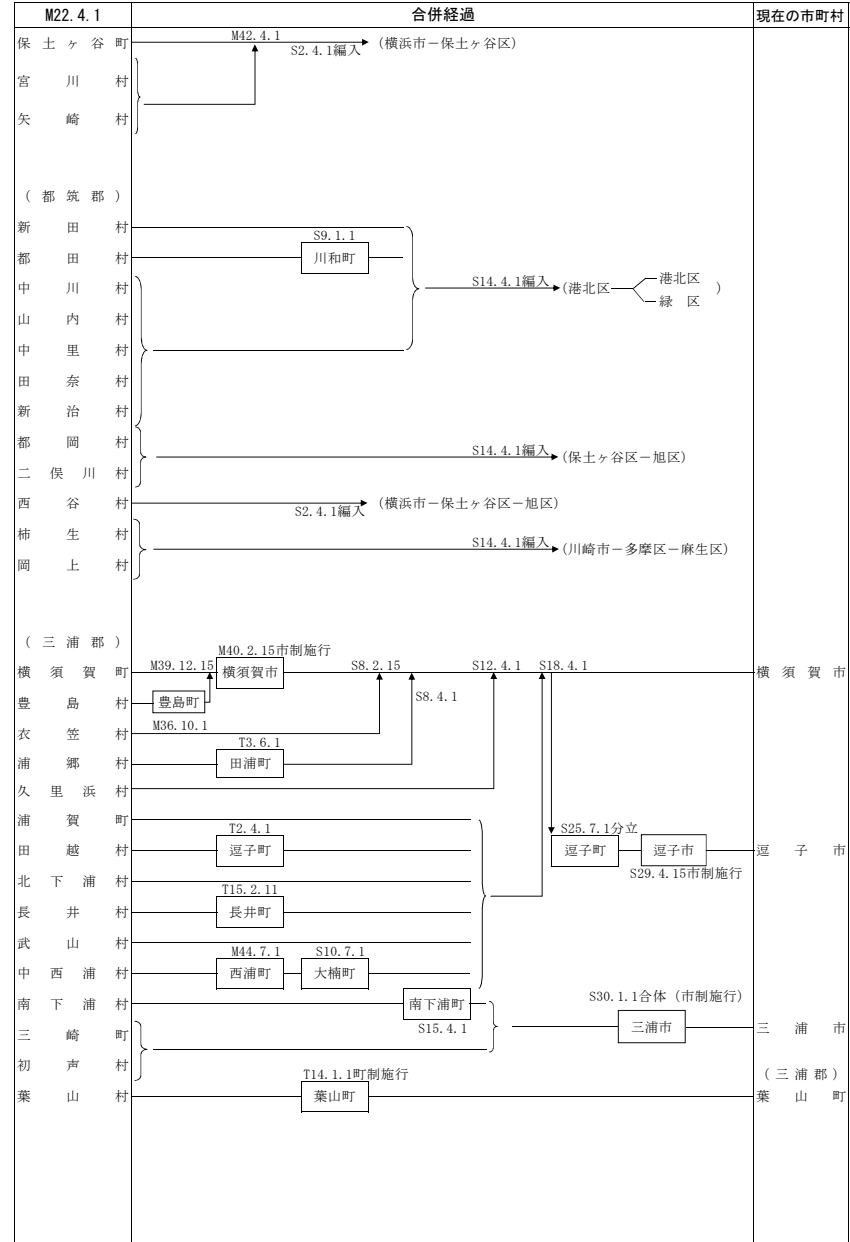 M22.4.1 合併経過 現在の市町村
M42.4.1
保土ヶ谷町 S2.4.1編入 (横浜市－保土ヶ谷区)
宮川村
矢崎村
(都筑郡)
新田村
S9.1.1
都田村 川和町
中川村 S14.4.1編入 (港北区 港北区
緑区 )
山内村
中里村
田奈村
新治村
都岡村
S14.4.1編入 (保土ヶ谷区－旭区)
二俣川村
西谷村 S2.4.1編入 (横浜市－保土ヶ谷区－旭区)
柿生村
S14.4.1編入 (川崎市－多摩区－麻生区)
岡上村
(三浦郡)
M40.2.15市制施行
M39.12.15 S8.2.15 S12.4.1 S18.4.1
横須賀町 横須賀市 横須賀市
S8.4.1
豊島村 豊島町
M36.10.1
衣笠村
T3.6.1
浦郷村 田浦町
久里浜村
浦賀町
T2.4.1 S25.7.1分立
田越村 逗子町 逗子町 逗子市 逗子市
S29.4.15市制施行
北下浦村
T15.2.11
長井村 長井町
武山村
M44.7.1 S10.7.1
中西浦村 西浦町 大楠町
S30.1.1合体(市制施行)
南下浦村 南下浦町
S15.4.1
三崎町 三浦市 三浦市
初声村
T14.1.1町制施行 (三浦郡)
葉山村 葉山町 葉山町